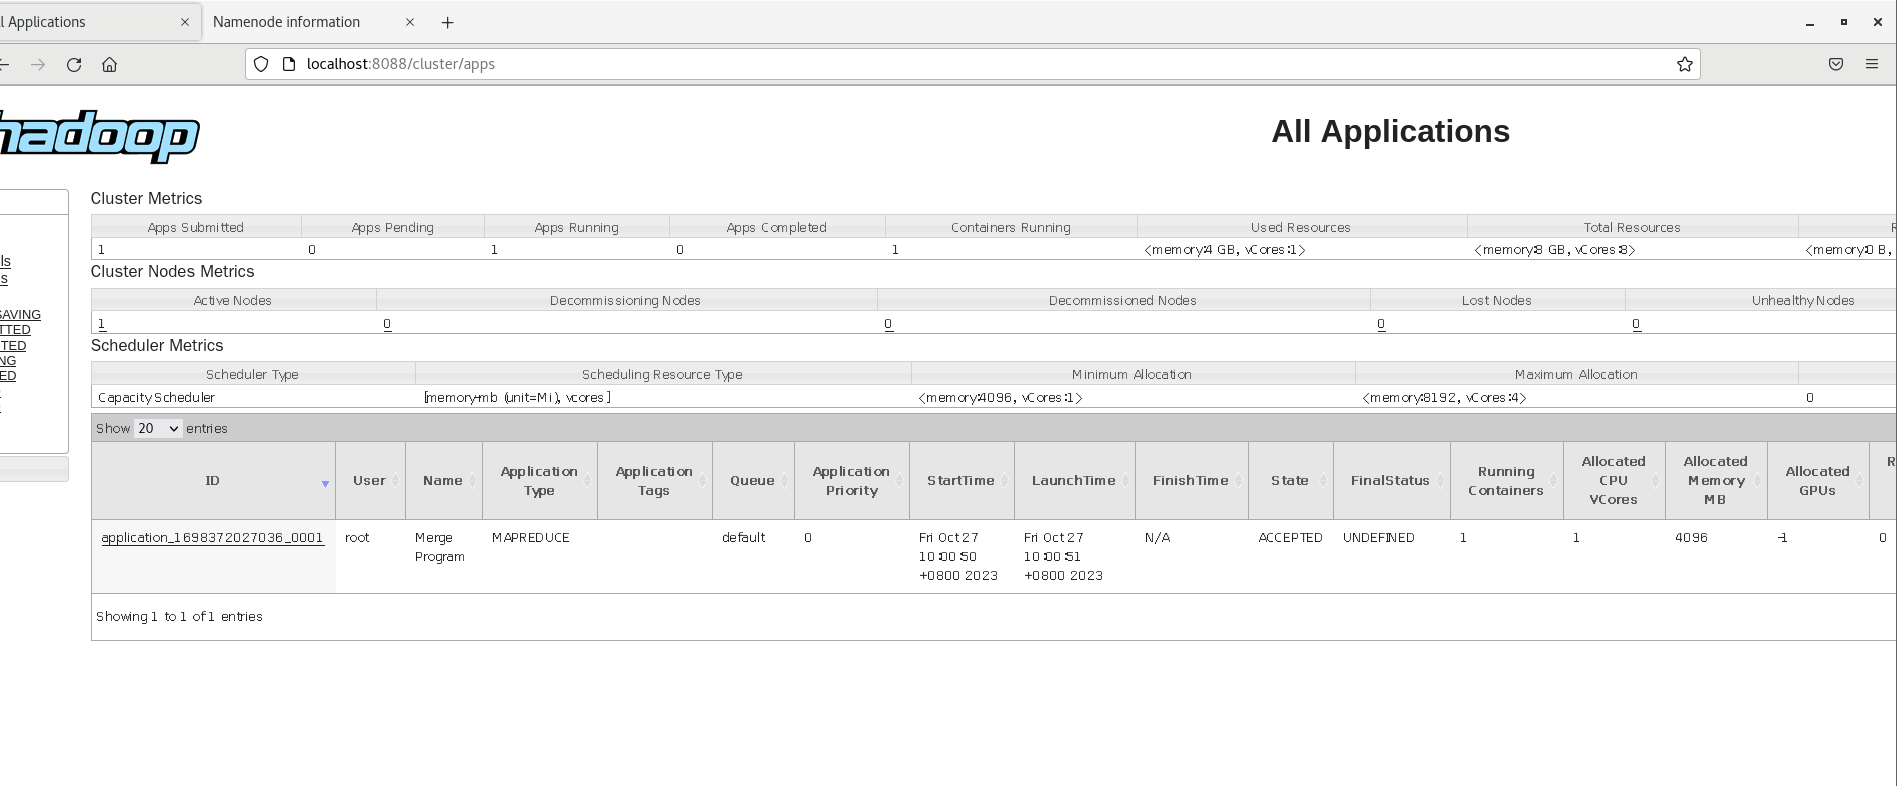 l Applications
Namenode information
localhost:8088/cluster/apps
hadoop
All Applications
Cluster Metrics
Apps Submitted Apps Pending Apps Running Apps Completed Containers Running Used Resources Total Resources R
1 0 1 0 1 <memory:4 GB, vCores:1> <memory:8 GB, vCores:8> <memory:0 B,
Cluster Nodes Metrics
Active Nodes Decommissioning Nodes Decommissioned Nodes Lost Nodes Unhealthy Nodes
1 0 0 0 0
Scheduler Metrics
Scheduler Type Scheduling Resource Type Minimum Allocation Maximum Allocation
Capacity Scheduler [memory-mb (unit=Mi), vcores] <memory:4096, vCores:1> <memory:8192, vCores:4> 0
ls
s
SAVING
TTED
TED
NG
ED
Show 20 entries
ID User Name Application Type Application Tags Queue Application Priority StartTime LaunchTime FinishTime State FinalStatus Running Containers Allocated CPU VCores Allocated Memory MB Allocated GPUs R
application_1698372027036_0001 root Merge MAPREDUCE default 0 Fri Oct 27 Fri Oct 27 N/A ACCEPTED UNDEFINED 1 1 4096 -1 0
Program 10:00:50 10:00:51
+0800 2023 +0800 2023
Showing 1 to 1 of 1 entries